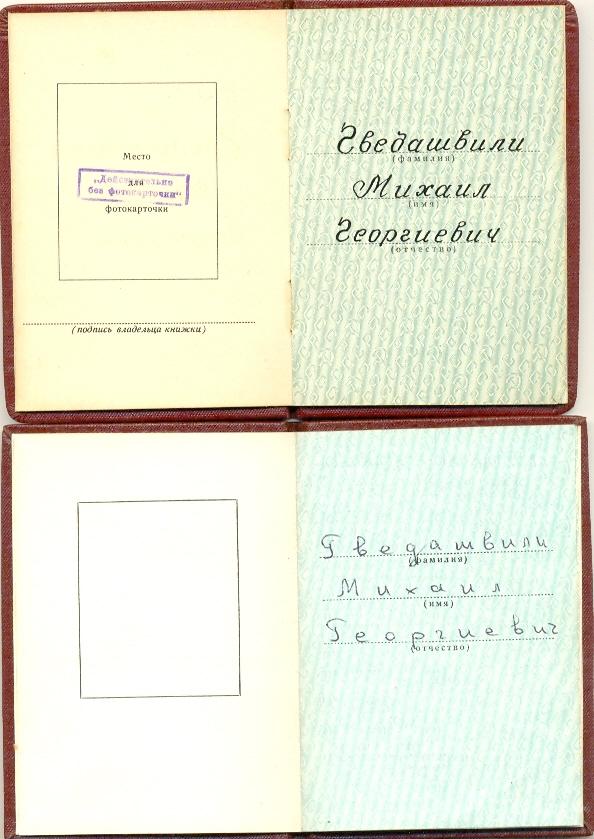 Место
„Действительно
для
без фотокарточки“
фотокарточки
(подпись владельца книжки)
Гведашвили
(фамилия)
Михаил
(имя)
Георгиевич
(отчество)
Гведашвили
(фамилия)
Михаил
(имя)
Георгиевич
(отчество)